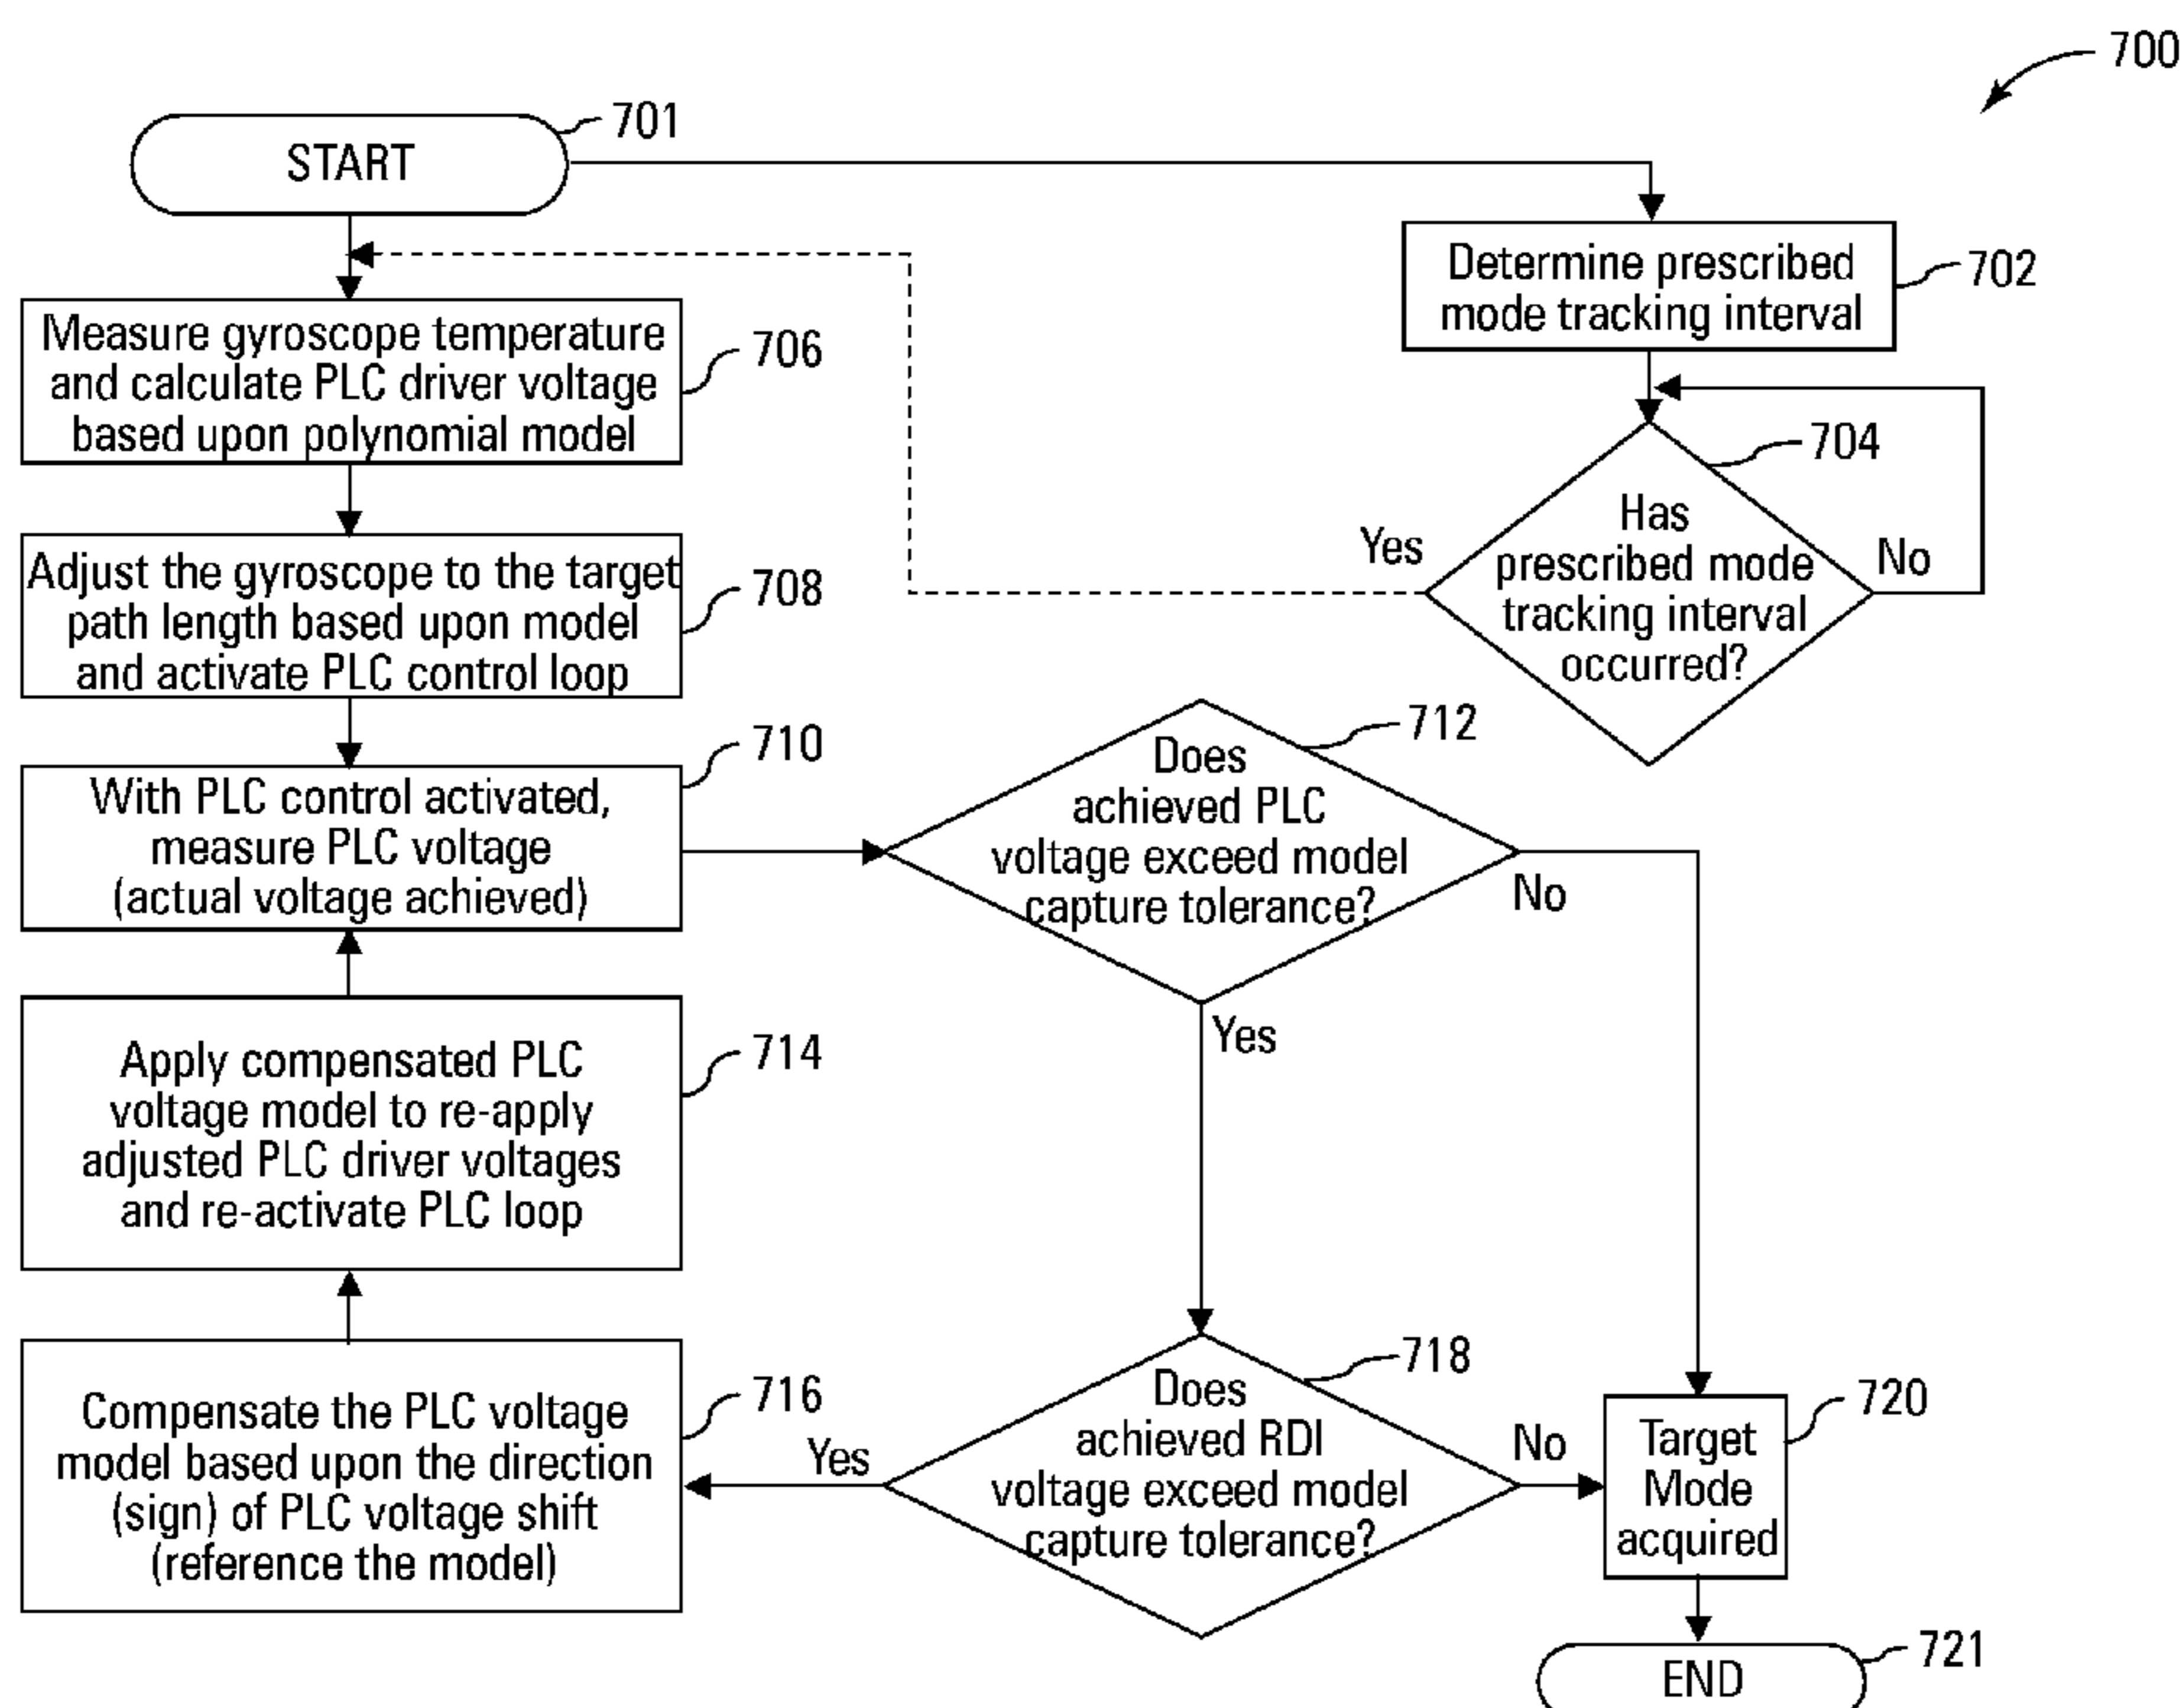 700
START
701
Determine prescribed
mode tracking interval
702
Measure gyroscope temperature
and calculate PLC driver voltage
based upon polynomial model
706
Has
prescribed mode
tracking interval
occurred?
704
Yes
No
Adjust the gyroscope to the target
path length based upon model
and activate PLC control loop
708
With PLC control activated,
measure PLC voltage
(actual voltage achieved)
710
Does
achieved PLC
voltage exceed model
capture tolerance?
712
No
Yes
Apply compensated PLC
voltage model to re-apply
adjusted PLC driver voltages
and re-activate PLC loop
714
Compensate the PLC voltage
model based upon the direction
(sign) of PLC voltage shift
(reference the model)
716
Yes
Does
achieved RDI
voltage exceed model
capture tolerance?
718
No
Target
Mode
acquired
720
END
721